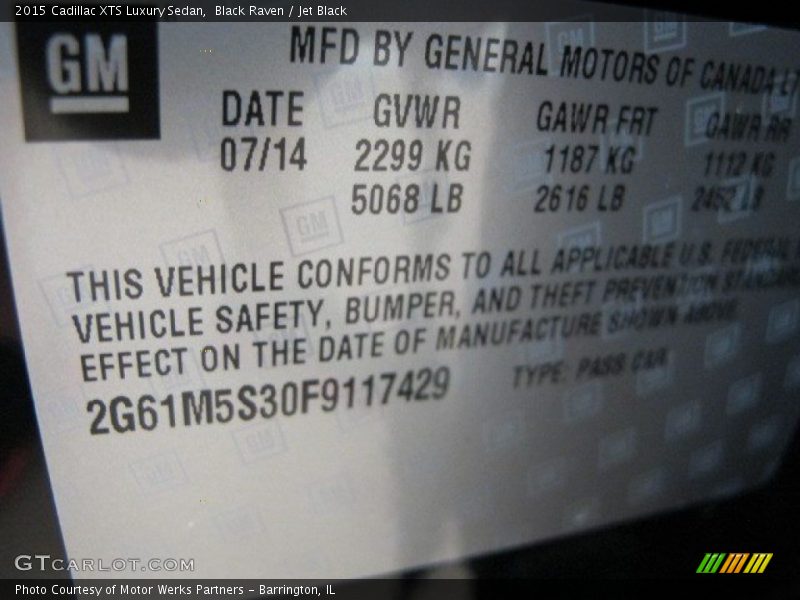 2015 Cadillac XTS Luxury Sedan, Black Raven / Jet Black
GM
MFD BY GENERAL MOTORS OF CANADA
DATE GVWR GAWR FRT GAWR RR
07/14 2299 KG 1187 KG 1112 KG
5068 LB 2616 LB 2452 LB
THIS VEHICLE CONFORMS TO ALL APPLICABLE U.S. FEDERAL
VEHICLE SAFETY, BUMPER, AND THEFT PREVENTION STANDARDS
EFFECT ON THE DATE OF MANUFACTURE SHOWN ABOVE
2G61M5S30F9117429 TYPE: PASS CAR
GTCARLOT.COM
Photo Courtesy of Motor Werks Partners - Barrington, IL